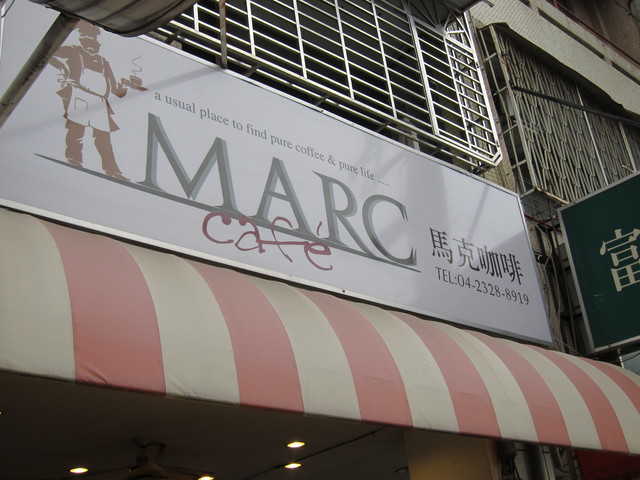 a usual place to find pure coffee & pure life .....
MARC
café
馬克咖啡
TEL:04-2328-8919
富